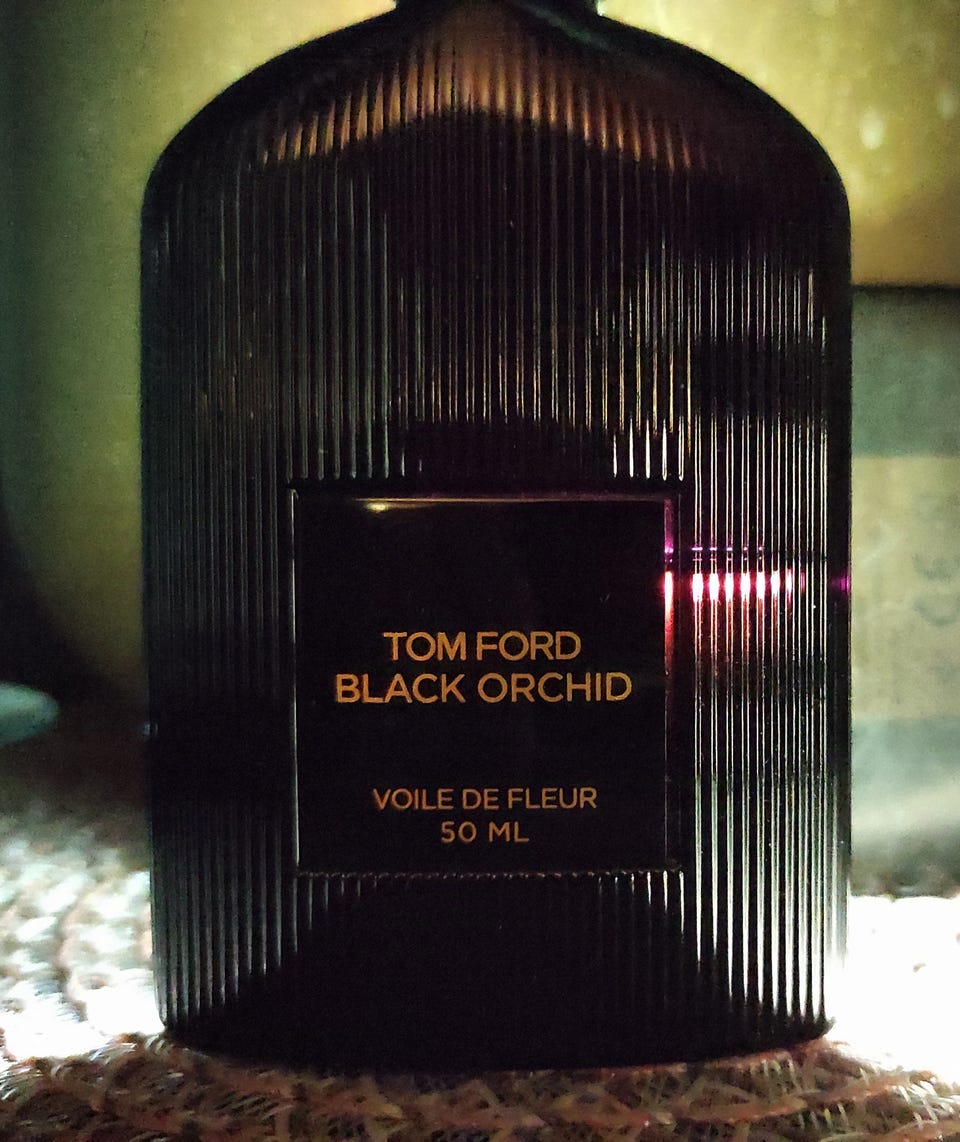 TOM FORD
BLACK ORCHID
VOILE DE FLEUR
50 ML